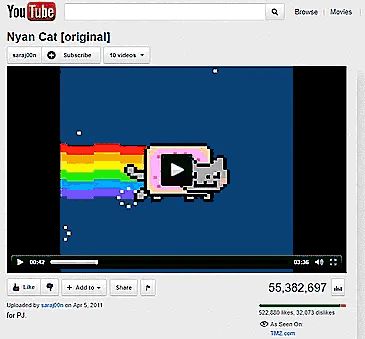 YouTube
Browse Movies
Nyan Cat [original]
saraj00n Subscribe 10 videos
00:42 03:36
Like Add to Share
55,382,697
Uploaded by saraj00n on Apr 5, 2011
for PJ.
522,880 likes, 32,073 dislikes
As Seen On:
TMZ.com